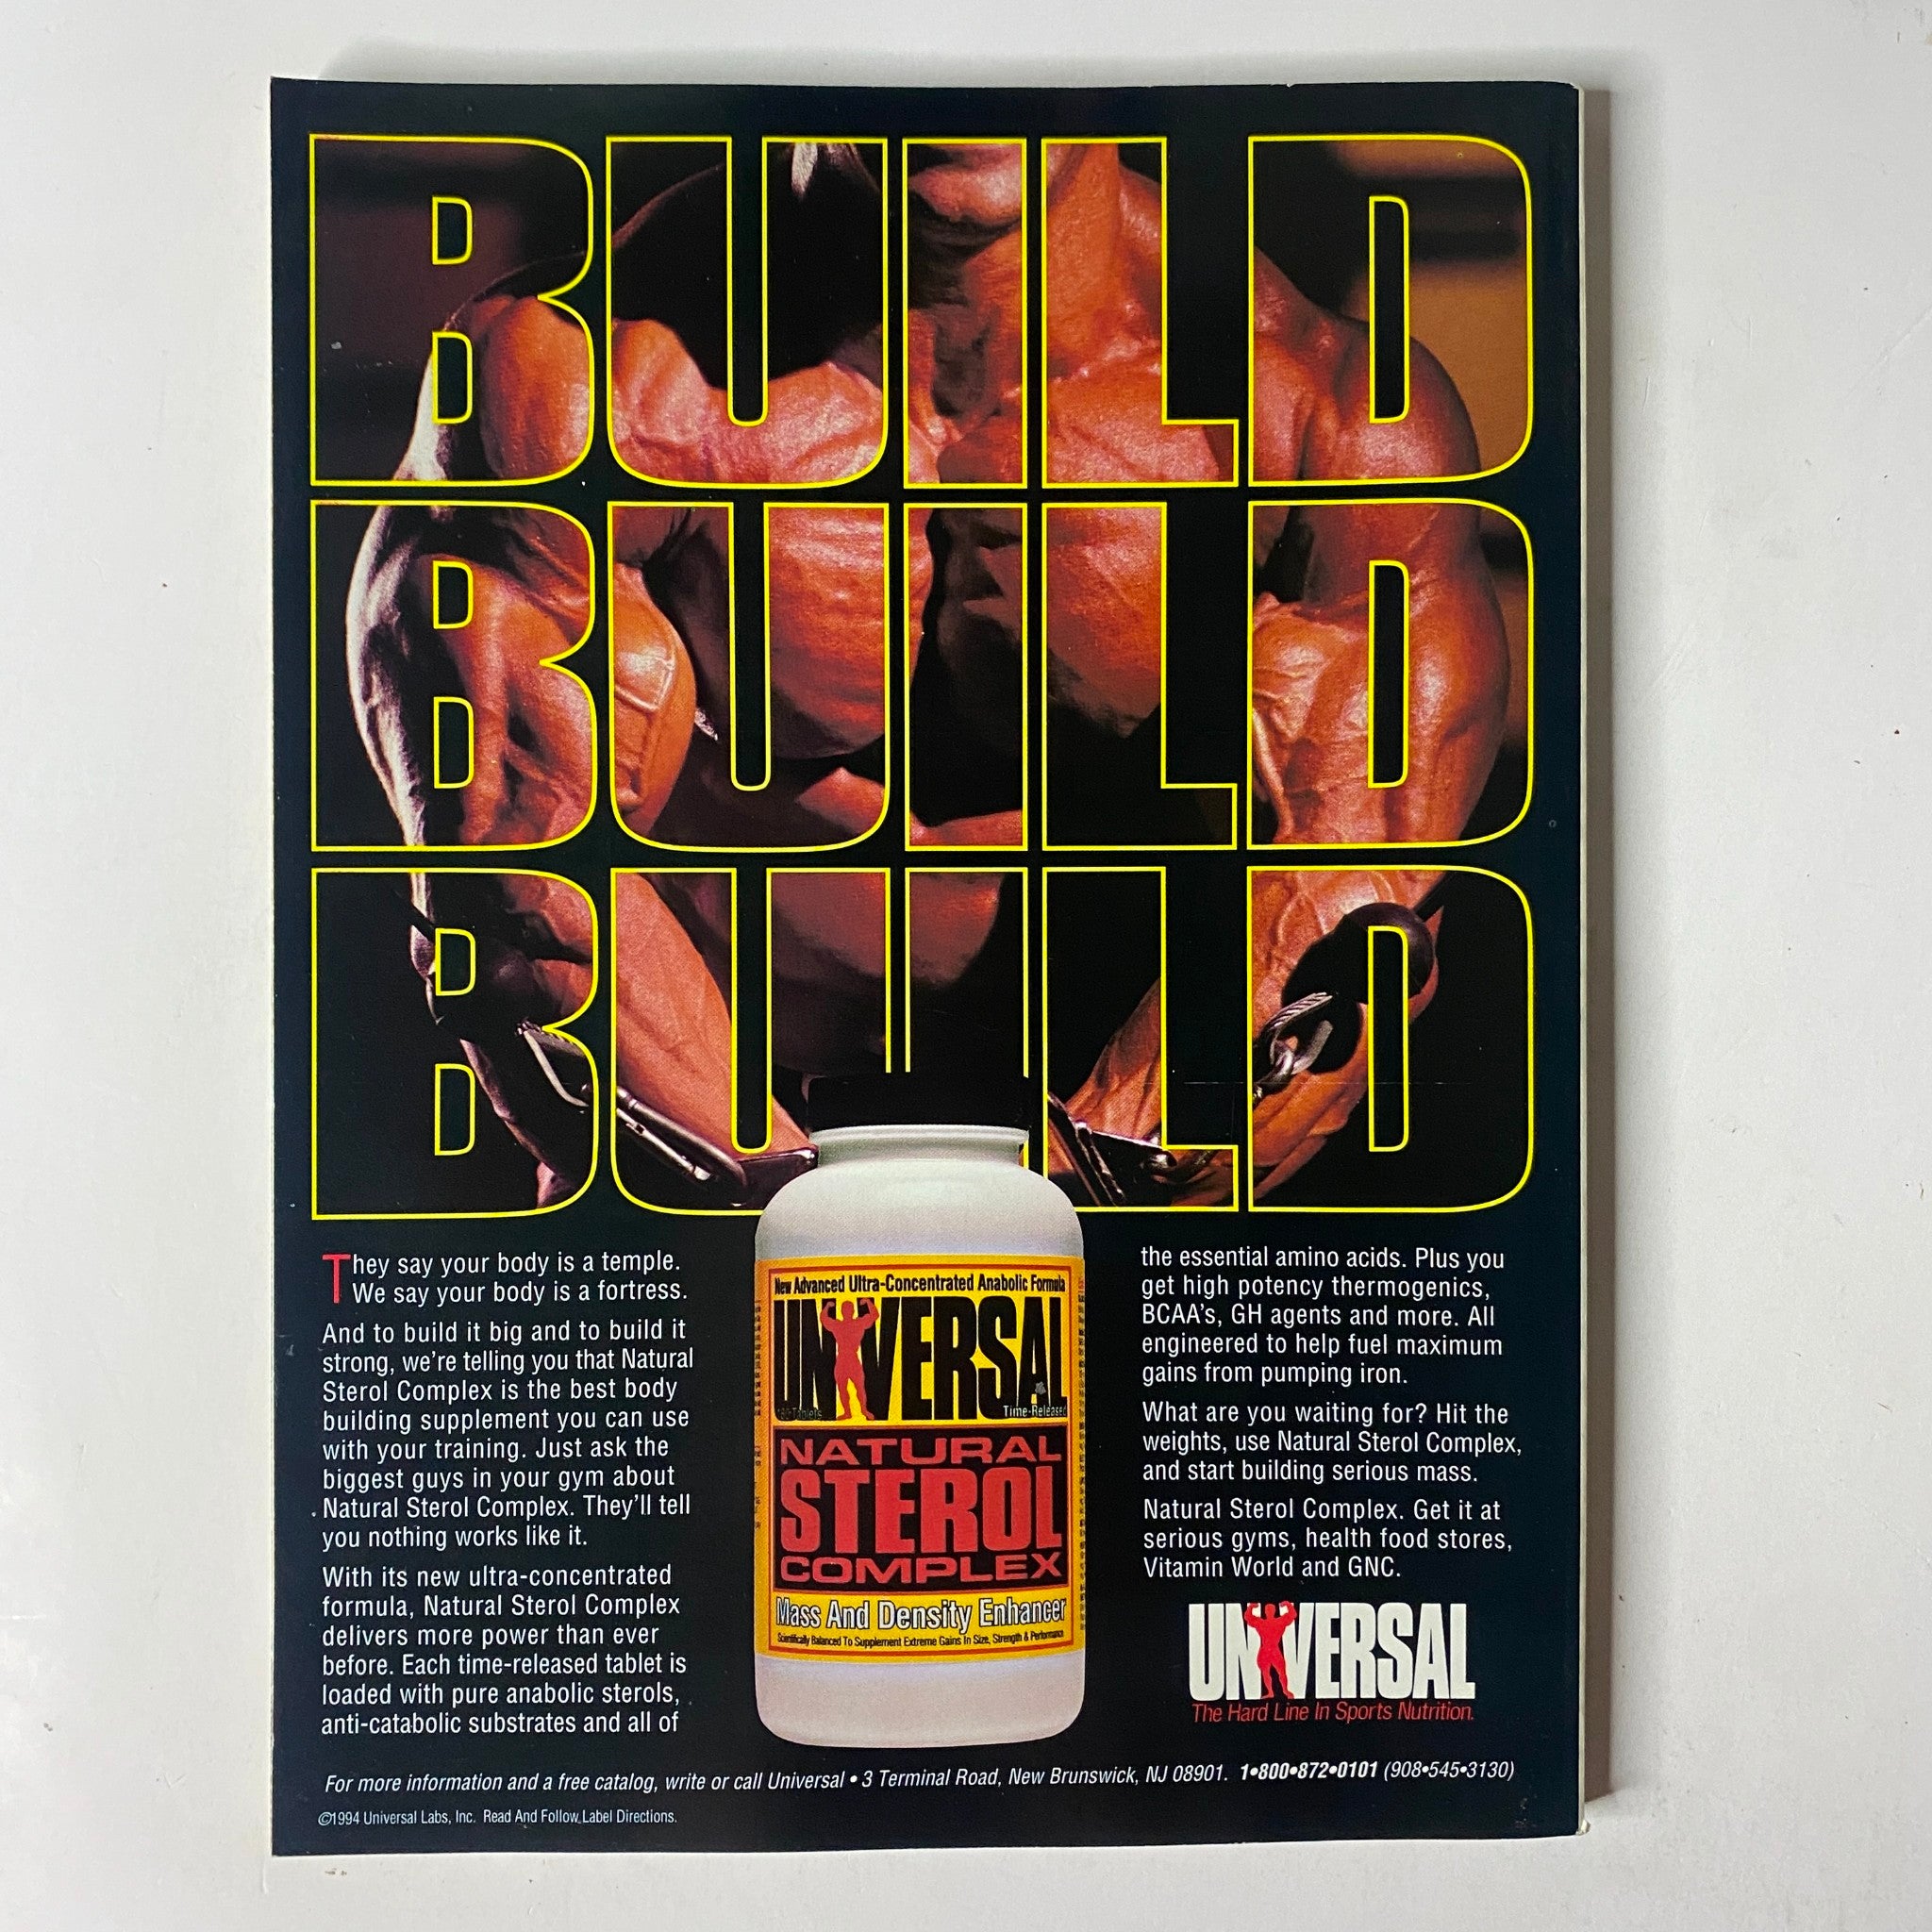 BUILD
BUILD
BUILD
They say your body is a temple.
We say your body is a fortress.
And to build it big and to build it
strong, we're telling you that Natural
Sterol Complex is the best body
building supplement you can use
with your training. Just ask the
biggest guys in your gym about
Natural Sterol Complex. They'll tell
you nothing works like it.
With its new ultra-concentrated
formula, Natural Sterol Complex
delivers more power than ever
before. Each time-released tablet is
loaded with pure anabolic sterols,
anti-catabolic substrates and all of
New Advanced Ultra-Concentrated Anabolic Formula
UNIVERSAL
Tablets Time-Released
NATURAL
STEROL
COMPLEX
Mass And Density Enhancer
Scientifically Balanced To Supplement Extreme Gains In Size, Strength & Performance
the essential amino acids. Plus you
get high potency thermogenics,
BCAA's, GH agents and more. All
engineered to help fuel maximum
gains from pumping iron.
What are you waiting for? Hit the
weights, use Natural Sterol Complex,
and start building serious mass.
Natural Sterol Complex. Get it at
serious gyms, health food stores,
Vitamin World and GNC.
UNIVERSAL
The Hard Line In Sports Nutrition.
For more information and a free catalog, write or call Universal • 3 Terminal Road, New Brunswick, NJ 08901. 1•800•872•0101 (908•545•3130)
©1994 Universal Labs, Inc. Read And Follow Label Directions.